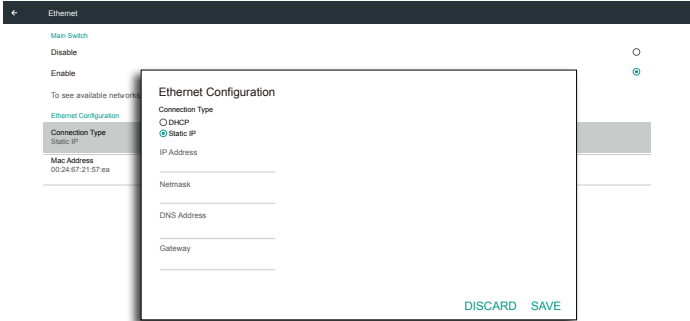 Ethernet
Main Switch
Disable
Enable
To see available networks
Ethernet Configuration
Connection Type
Static IP
Mac Address
00:24:67:21:57:ea
Ethernet Configuration
Connection Type
DHCP
Static IP
IP Address
Netmask
DNS Address
Gateway
DISCARD SAVE